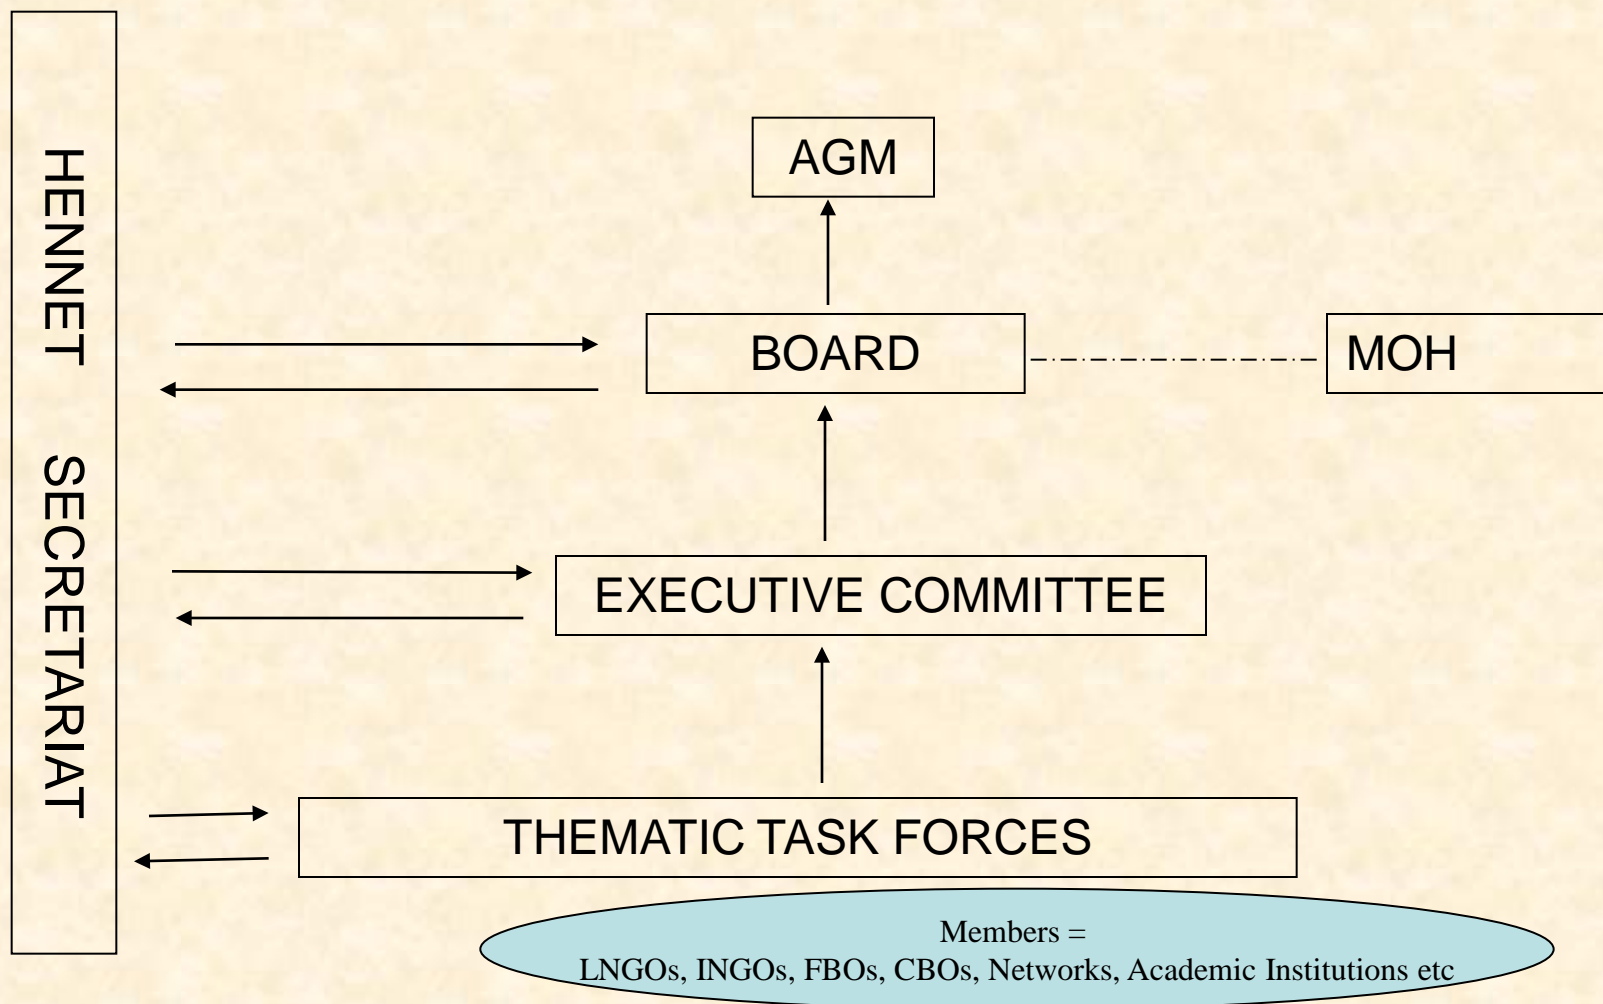 HENNET SECRETARIAT
AGM
BOARD
MOH
EXECUTIVE COMMITTEE
THEMATIC TASK FORCES
Members =
LNGOs, INGOs, FBOs, CBOs, Networks, Academic Institutions etc